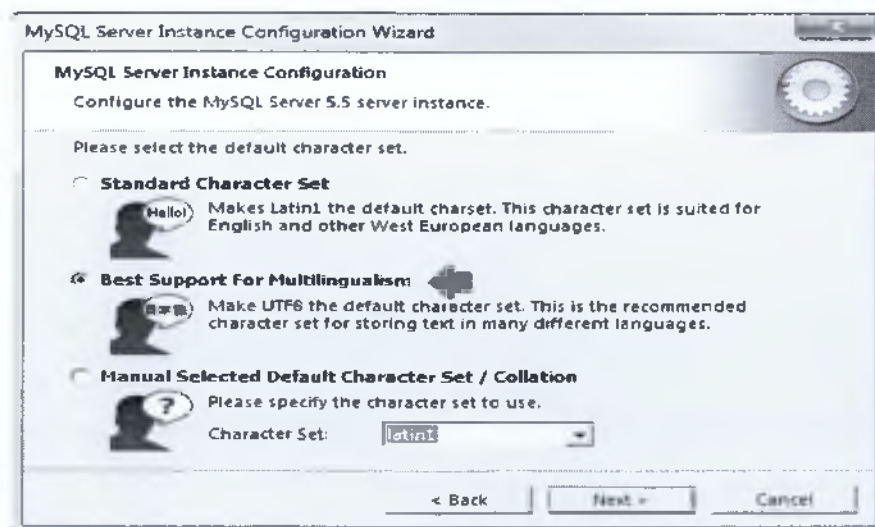 MySQL Server Instance Configuration Wizard
MySQL Server Instance Configuration
Configure the MySQL Server 5.5 server instance.
Please select the default character set.
Standard Character Set
Hello!
Makes Latin1 the default charset. This character set is suited for
English and other West European languages.
Best Support For Multilingualism
日本語
Make UTF8 the default character set. This is the recommended
character set for storing text in many different languages.
Manual Selected Default Character Set / Collation
?
Please specify the character set to use.
Character Set:
latin1
< Back
Next >
Cancel